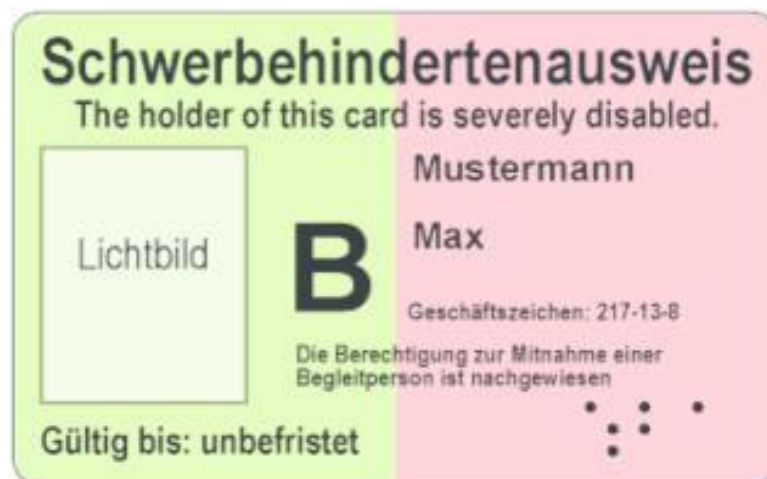 Schwerbehindertenausweis
The holder of this card is severely disabled.
Lichtbild
B
Mustermann
Max
Geschäftszeichen: 217-13-8
Die Berechtigung zur Mitnahme einer
Begleitperson ist nachgewiesen
Gültig bis: unbefristet